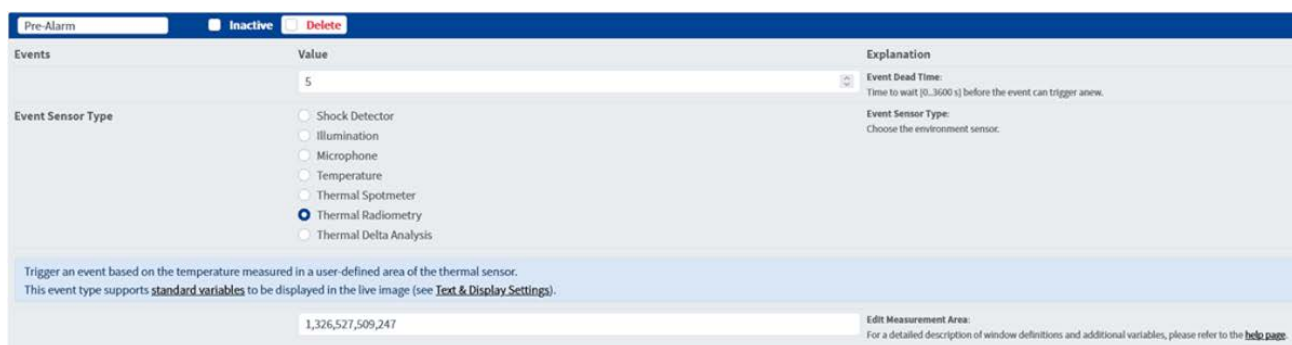 Pre-Alarm Inactive Delete
Events Value Explanation
5 Event Dead Time:
Time to wait [0..3600 s] before the event can trigger anew.
Event Sensor Type Shock Detector Event Sensor Type:
Choose the environment sensor.
Illumination
Microphone
Temperature
Thermal Spotmeter
Thermal Radiometry
Thermal Delta Analysis
Trigger an event based on the temperature measured in a user-defined area of the thermal sensor.
This event type supports standard variables to be displayed in the live image (see Text & Display Settings).
1,326,527,509,247 Edit Measurement Area:
For a detailed description of window definitions and additional variables, please refer to the help page.